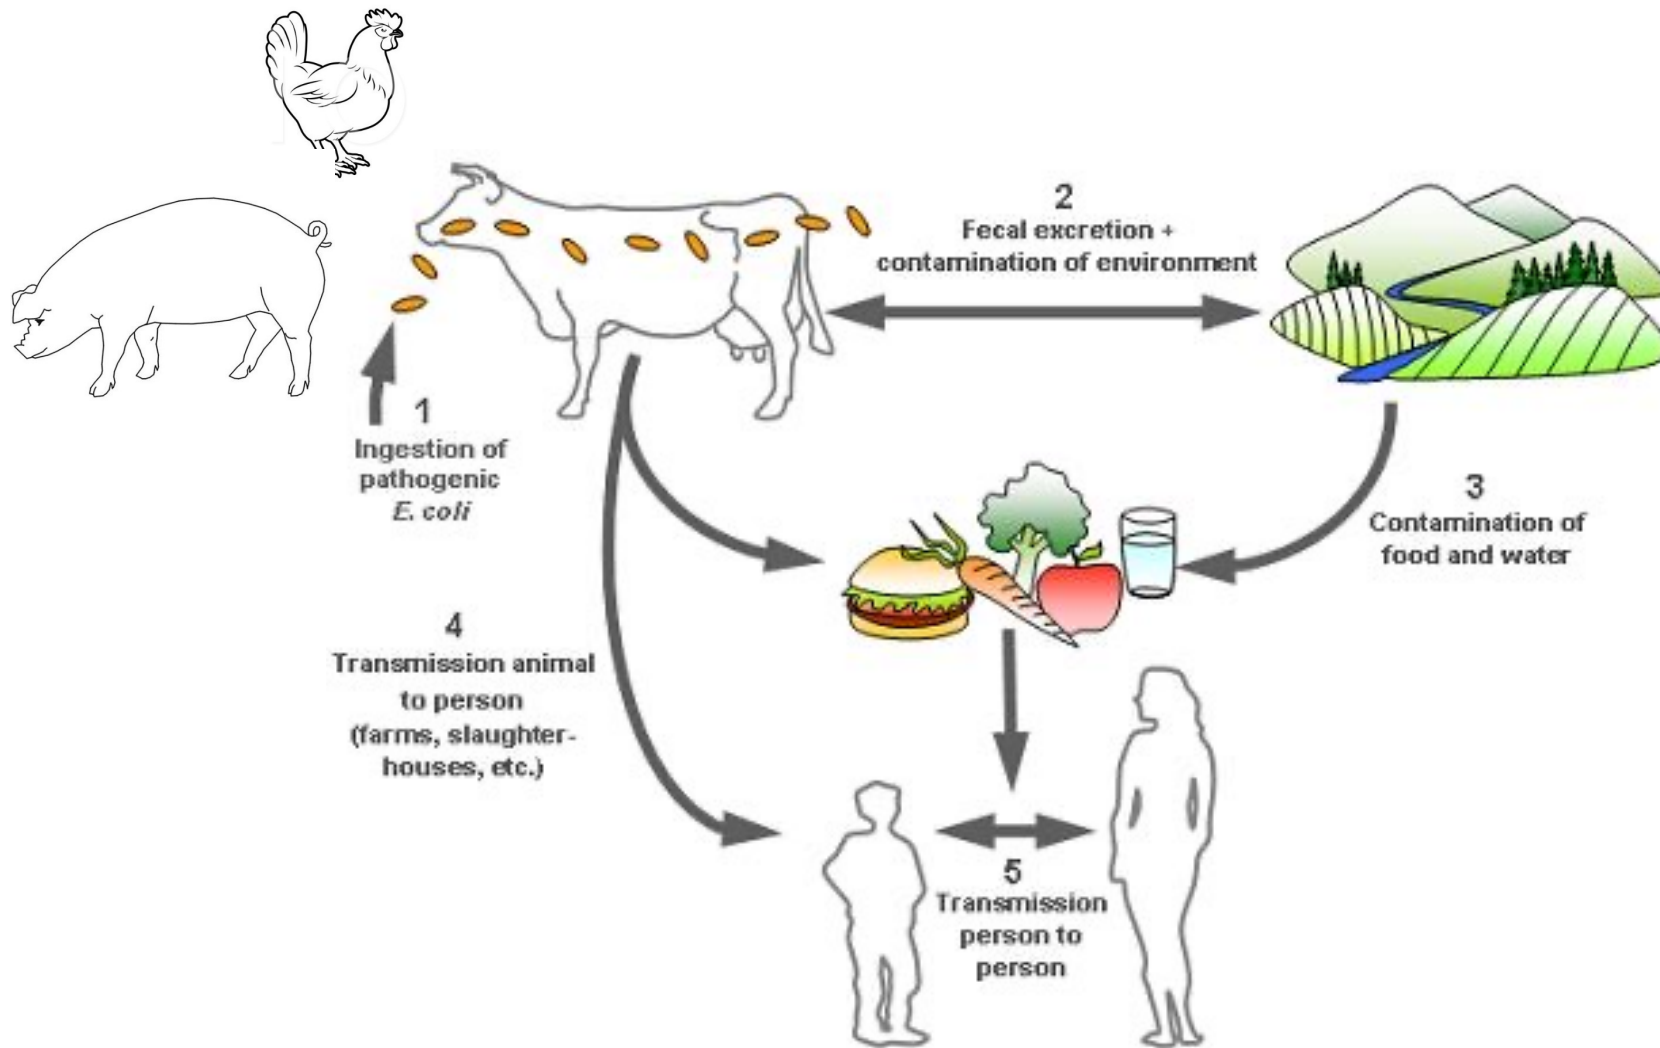 2
Fecal excretion +
contamination of environment
1
Ingestion of
pathogenic
E. coli
3
Contamination of
food and water
4
Transmission animal
to person
(farms, slaughter-
houses, etc.)
5
Transmission
person to
person